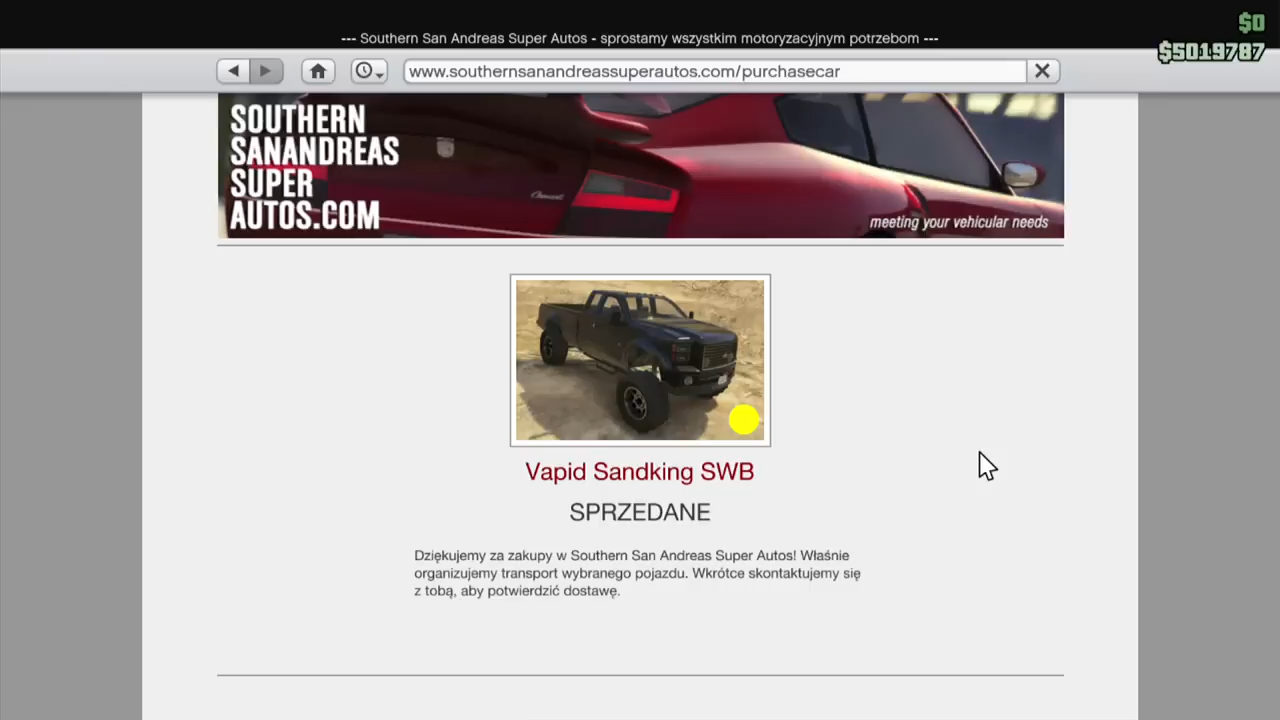 $0
--- Southern San Andreas Super Autos - sprostamy wszystkim motoryzacyjnym potrzebom ---
$5019787
www.southernsanandreassuperautos.com/purchasecar
SOUTHERN
SANANDREAS
SUPER
AUTOS.COM
meeting your vehicular needs
Vapid Sandking SWB
SPRZEDANE
Dziękujemy za zakupy w Southern San Andreas Super Autos! Właśnie
organizujemy transport wybranego pojazdu. Wkrótce skontaktujemy się
z tobą, aby potwierdzić dostawę.